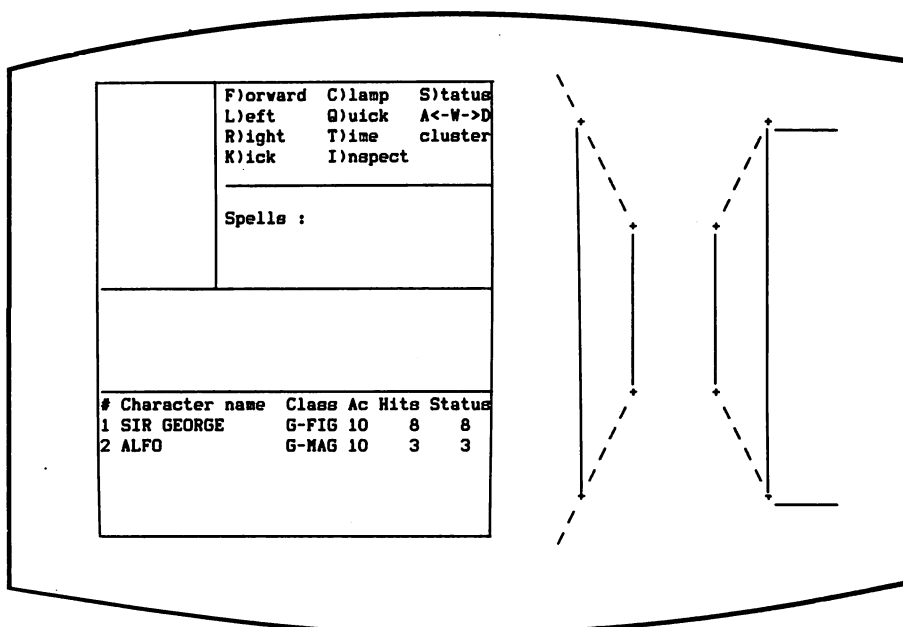 F)orward C)lamp S)tatus
L)eft Q)uick A<-W->D
R)ight T)ime cluster
K)ick I)nspect
Spells :
# Character name Class Ac Hits Status
1 SIR GEORGE G-FIG 10 8 8
2 ALFO G-MAG 10 3 3